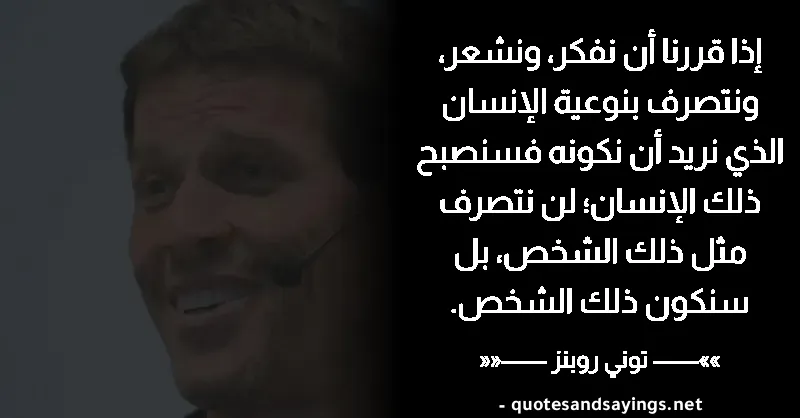 إذا قررنا أن نفكر، ونشعر،
ونتصرف بنوعية الإنسان
الذي نريد أن نكونه فسنصبح
ذلك الإنسان؛ لن نتصرف
مثل ذلك الشخص، بل
سنكون ذلك الشخص.
»»—— توني روبنز ——««
- quotesandsayings.net